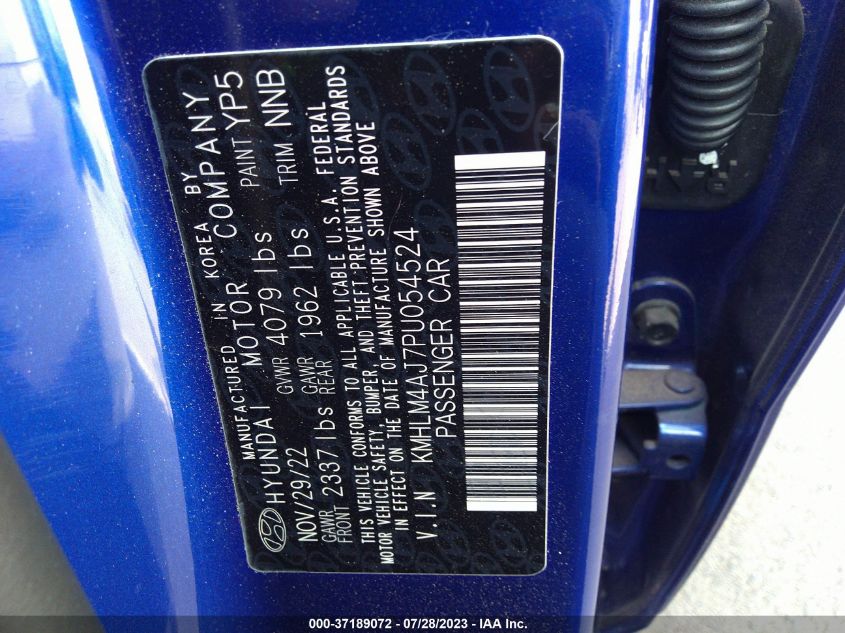 MANUFACTURED IN KOREA BY
HYUNDAI MOTOR COMPANY
NOV/29/22 GVWR 4079 lbs PAINT YP5
GAWR FRONT 2337 lbs GAWR REAR 1962 lbs TRIM NNB
THIS VEHICLE CONFORMS TO ALL APPLICABLE U.S.A. FEDERAL
MOTOR VEHICLE SAFETY, BUMPER, AND THEFT PREVENTION STANDARDS
IN EFFECT ON THE DATE OF MANUFACTURE SHOWN ABOVE
V.I.N KMHLM4AJ7PU054524
PASSENGER CAR
000-37189072 / 07/28/2023 - IAA Inc.